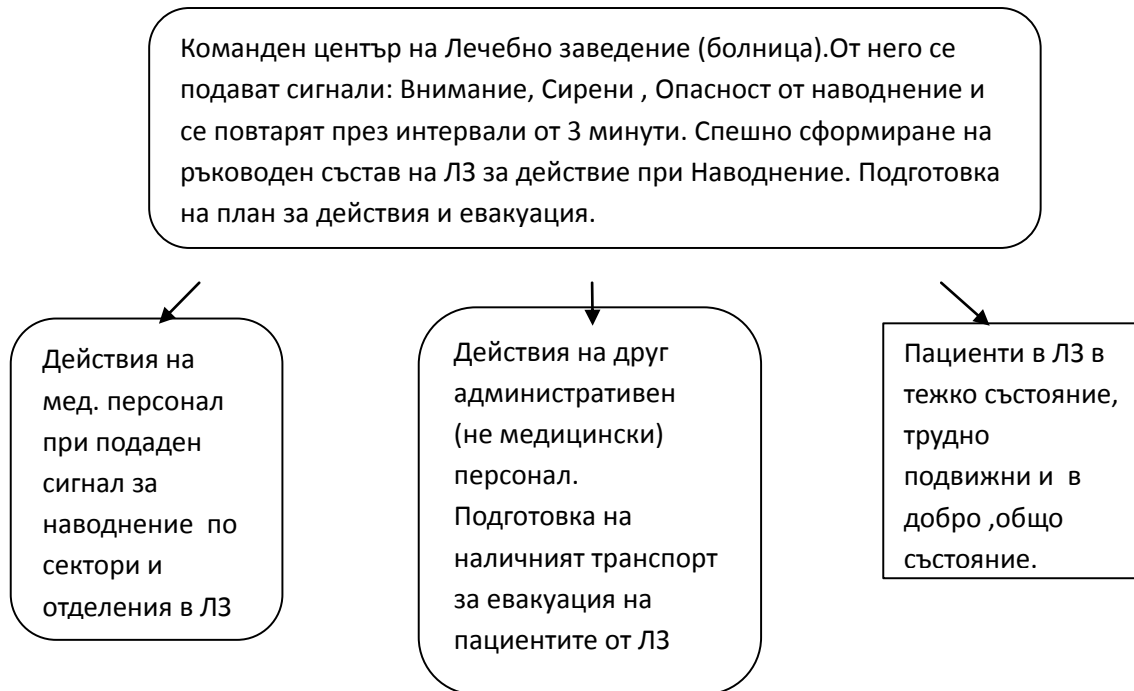 Команден център на Лечебно заведение (болница).От него се
подават сигнали: Внимание, Сирени , Опасност от наводнение и
се повтарят през интервали от 3 минути. Спешно сформиране на
ръководен състав на ЛЗ за действие при Наводнение. Подготовка
на план за действия и евакуация.
Действия на
мед. персонал
при подаден
сигнал за
наводнение  по
сектори и
отделения в ЛЗ
Действия на друг
административен
(не медицински)
персонал.
Подготовка на
наличният транспорт
за евакуация на
пациентите от ЛЗ
Пациенти в ЛЗ в
тежко състояние,
трудно
подвижни и  в
добро ,общо
състояние.